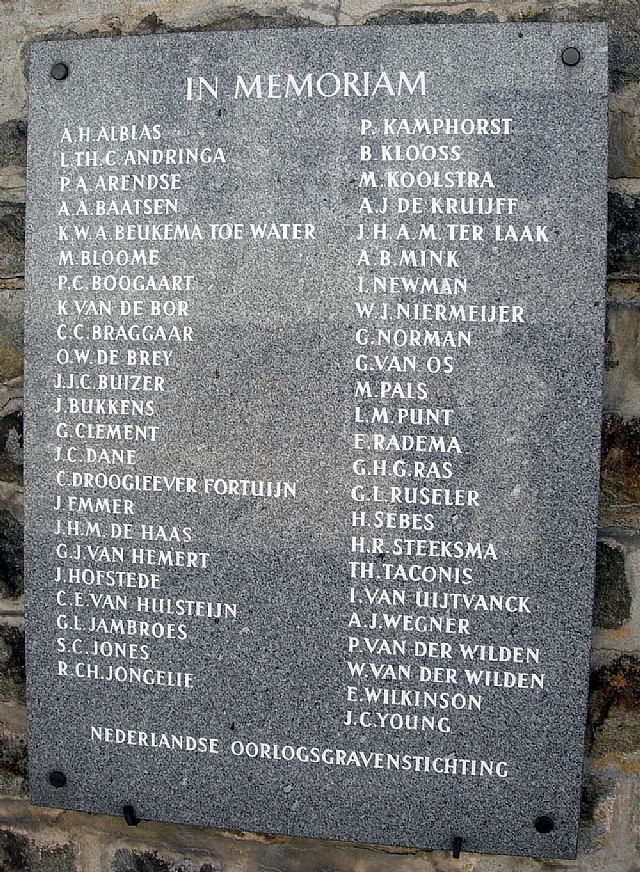 IN MEMORIAM
A.H.ALBIAS
L.TH.C.ANDRINGA
P.A.ARENDSE
A.A.BAATSEN
K.W.A.BEUKEMA TOE WATER
M.BLOOME
P.C.BOOGAART
K.VAN DE BOR
C.C.BRAGGAAR
O.W.DE BREY
J.J.C.BUIZER
J.BUKKENS
G.CLEMENT
J.C.DANE
C.DROOGLEEVER FORTUIJN
J.EMMER
J.H.M.DE HAAS
G.J.VAN HEMERT
J.HOFSTEDE
C.E.VAN HULSTEIJN
G.L.JAMBROES
S.C.JONES
R.CH.JONGELIE
P. KAMPHORST
B.KLOOSS
M.KOOLSTRA
A.J DE KRUIJFF
J.H.A.M.TER LAAK
A.B.MINK
I.NEWMAN
W.J.NIERMEIJER
G.NORMAN
G.VAN OS
M.PALS
L.M.PUNT
E.RADEMA
G.H.G.RAS
G.L.RUSELER
H.SEBES
H.R.STEEKSMA
TH.TACONIS
I.VAN UIJTVANCK
A.J.WEGNER
P.VAN DER WILDEN
W.VAN DER WILDEN
E.WILKINSON
J.C.YOUNG
NEDERLANDSE OORLOGSGRAVENSTICHTING